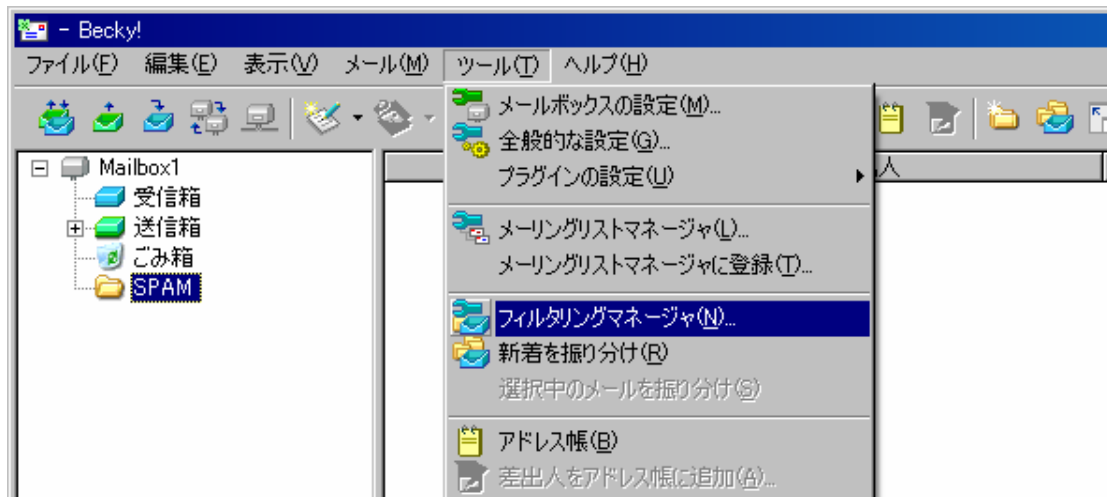 - Becky!
ファイル(F) 編集(E) 表示(V) メール(M) ツール(T) ヘルプ(H)
メールボックスの設定(M)...
全般的な設定(G)...
プラグインの設定(U)
メーリングリストマネージャ(L)...
メーリングリストマネージャに登録(T)...
フィルタリングマネージャ(N)...
新着を振り分け(R)
選択中のメールを振り分け(S)
アドレス帳(B)
差出人をアドレス帳に追加(A)...
人
Mailbox1
受信箱
送信箱
ごみ箱
SPAM